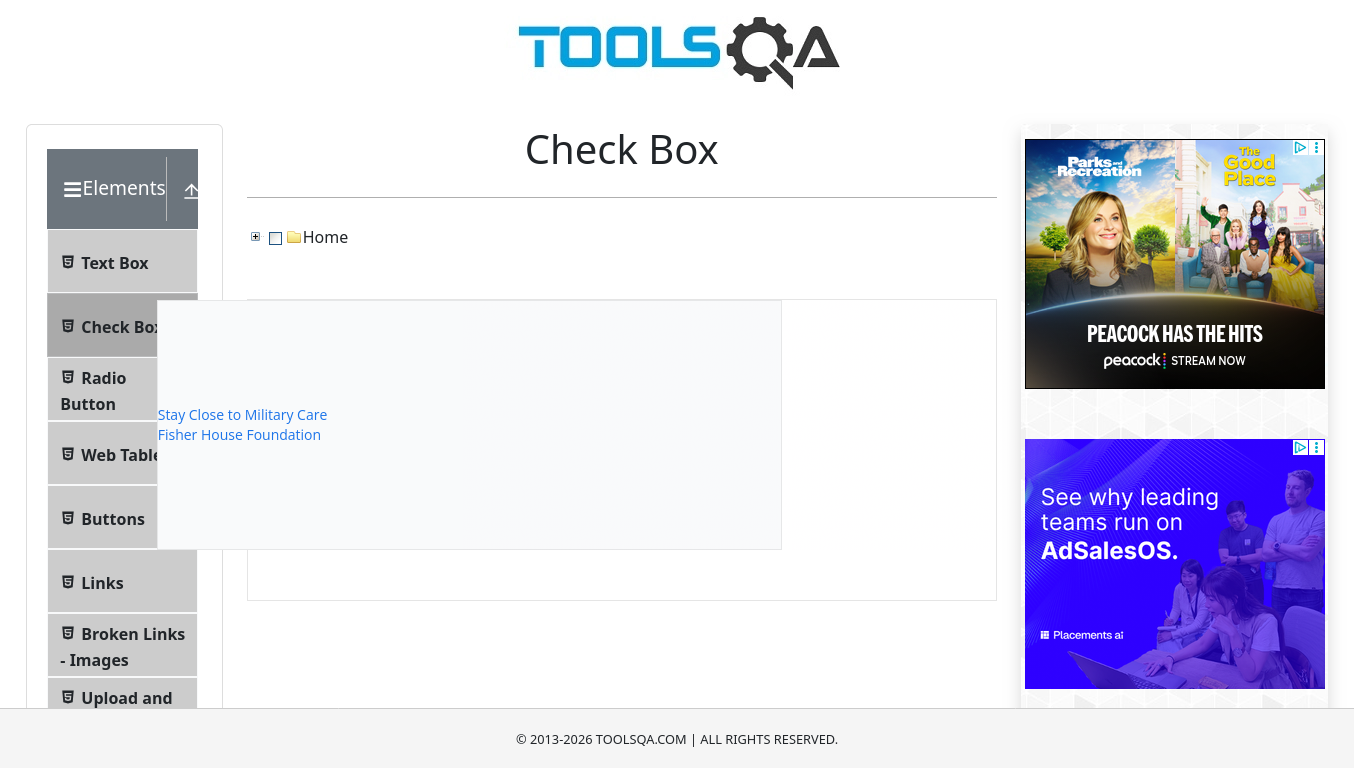 TOOLSQA
Check Box
Elements
Text Box
Check Box
Radio
Button
Web Table
Buttons
Links
Broken Links
- Images
Upload and
Home
Stay Close to Military Care
Fisher House Foundation
Parks and
Recreation
The
Good
Place
PEACOCK HAS THE HITS
peacock STREAM NOW
See why leading
teams run on
AdSalesOS.
Placements ai
© 2013-2026 TOOLSQA.COM | ALL RIGHTS RESERVED.